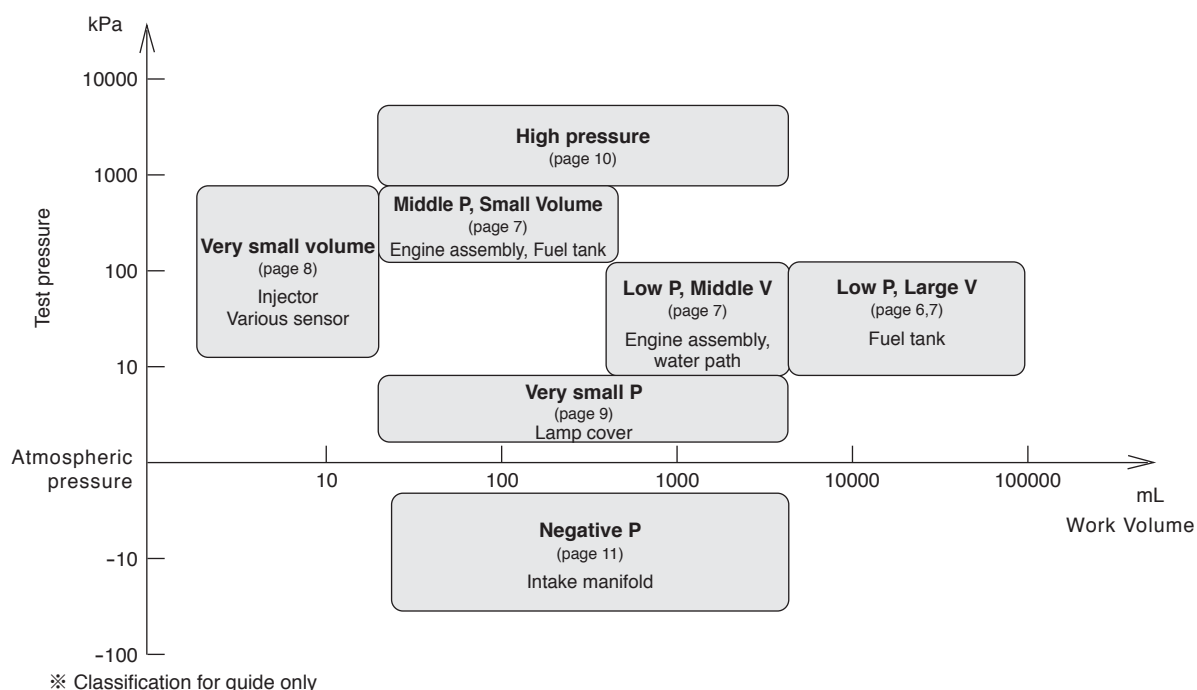 kPa
10000
High pressure
(page 10)
1000
Middle P, Small Volume
(page 7)
Engine assembly, Fuel tank
Very small volume
(page 8)
Injector
Various sensor
Test pressure
100
Low P, Middle V
(page 7)
Engine assembly,
water path
Low P, Large V
(page 6,7)
Fuel tank
10
Very small P
(page 9)
Lamp cover
Atmospheric
pressure
10
100
1000
10000
100000
mL
Work Volume
Negative P
(page 11)
Intake manifold
-10
-100
※ Classification for guide only